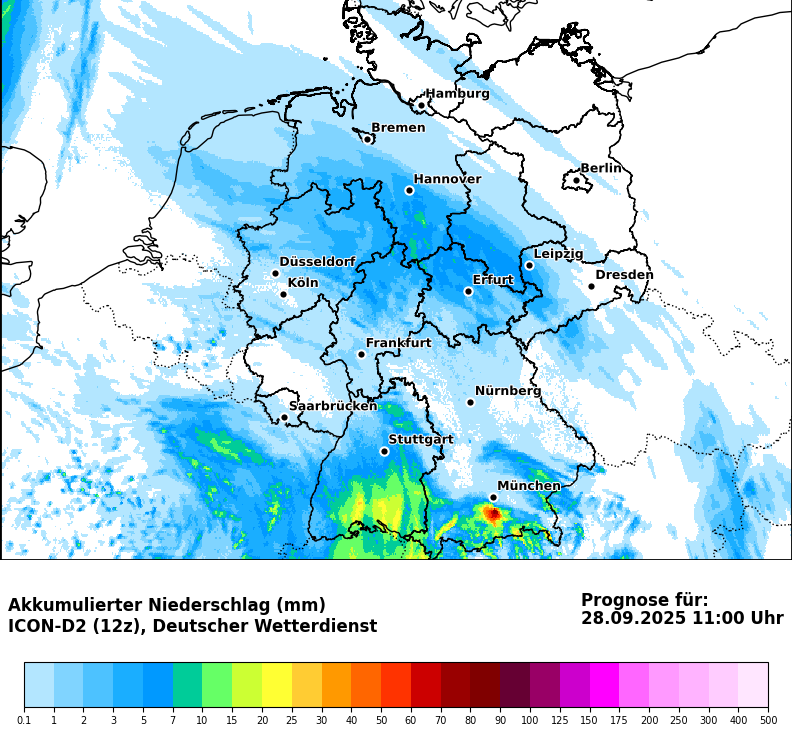 Hamburg
Bremen
Berlin
Hannover
Leipzig
Düsseldorf
Dresden
Erfurt
Köln
Frankfurt
Nürnberg
Saarbrücken
Stuttgart
München
Akkumulierter Niederschlag (mm)
ICON-D2 (12z), Deutscher Wetterdienst
Prognose für:
28.09.2025 11:00 Uhr
0.1 1 2 3 5 7 10 15 20 25 30 40 50 60 70 80 90 100 125 150 175 200 250 300 400 500